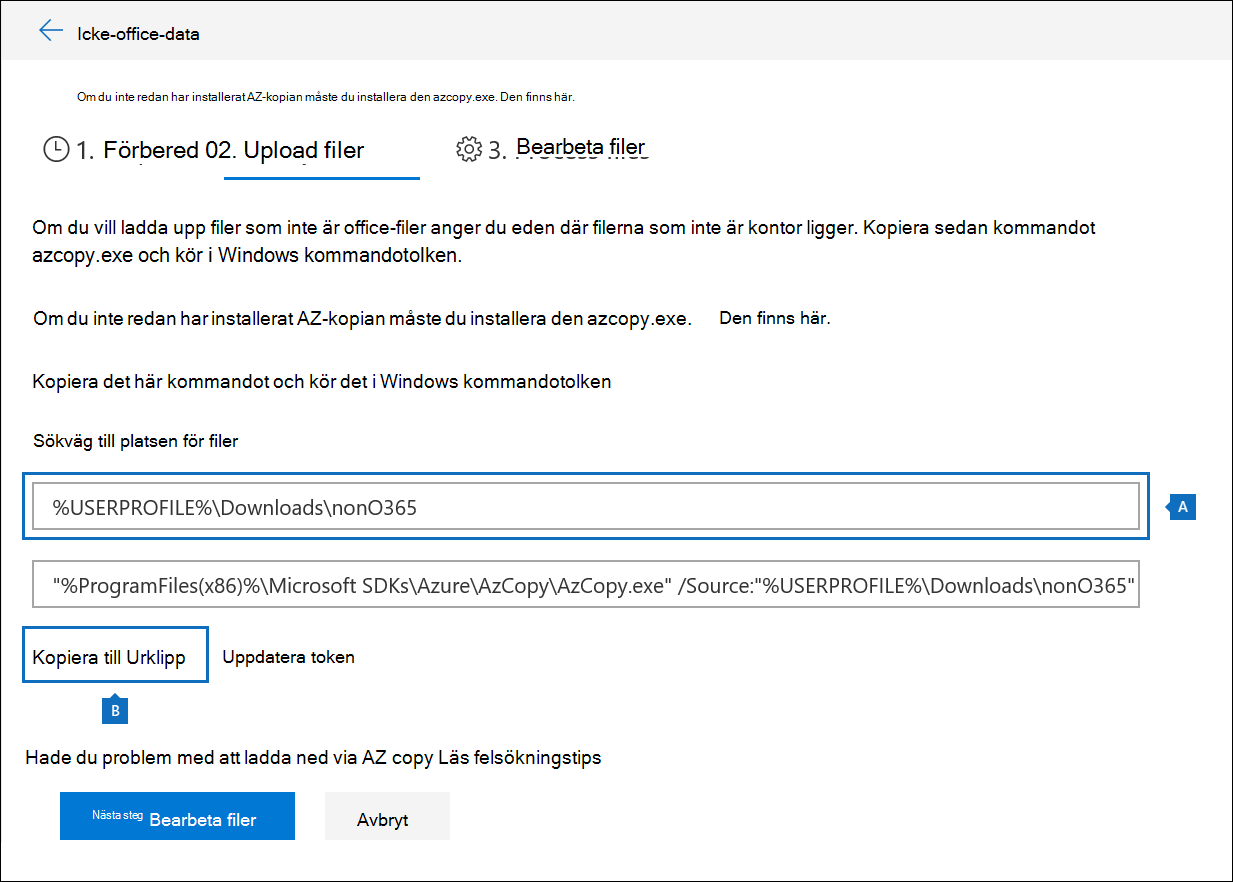 Icke-office-data
Om du inte redan har installerat AZ-kopian måste du installera den azcopy.exe. Den finns här.
1. Förbered 02. Upload filer
3. Bearbeta filer
Om du vill ladda upp filer som inte är office-filer anger du eden där filerna som inte är kontor ligger. Kopiera sedan kommandot
azcopy.exe och kör i Windows kommandotolken.
Om du inte redan har installerat AZ-kopian måste du installera den azcopy.exe. Den finns här.
Kopiera det här kommandot och kör det i Windows kommandotolken
Sökväg till platsen för filer
%USERPROFILE%\Downloads\nonO365
A
"%ProgramFiles(x86)%\Microsoft SDKs\Azure\AzCopy\AzCopy.exe" /Source:"%USERPROFILE%\Downloads\nonO365"
Kopiera till Urklipp
Uppdatera token
B
Hade du problem med att ladda ned via AZ copy Läs felsökningstips
Nästa steg Bearbeta filer
Avbryt